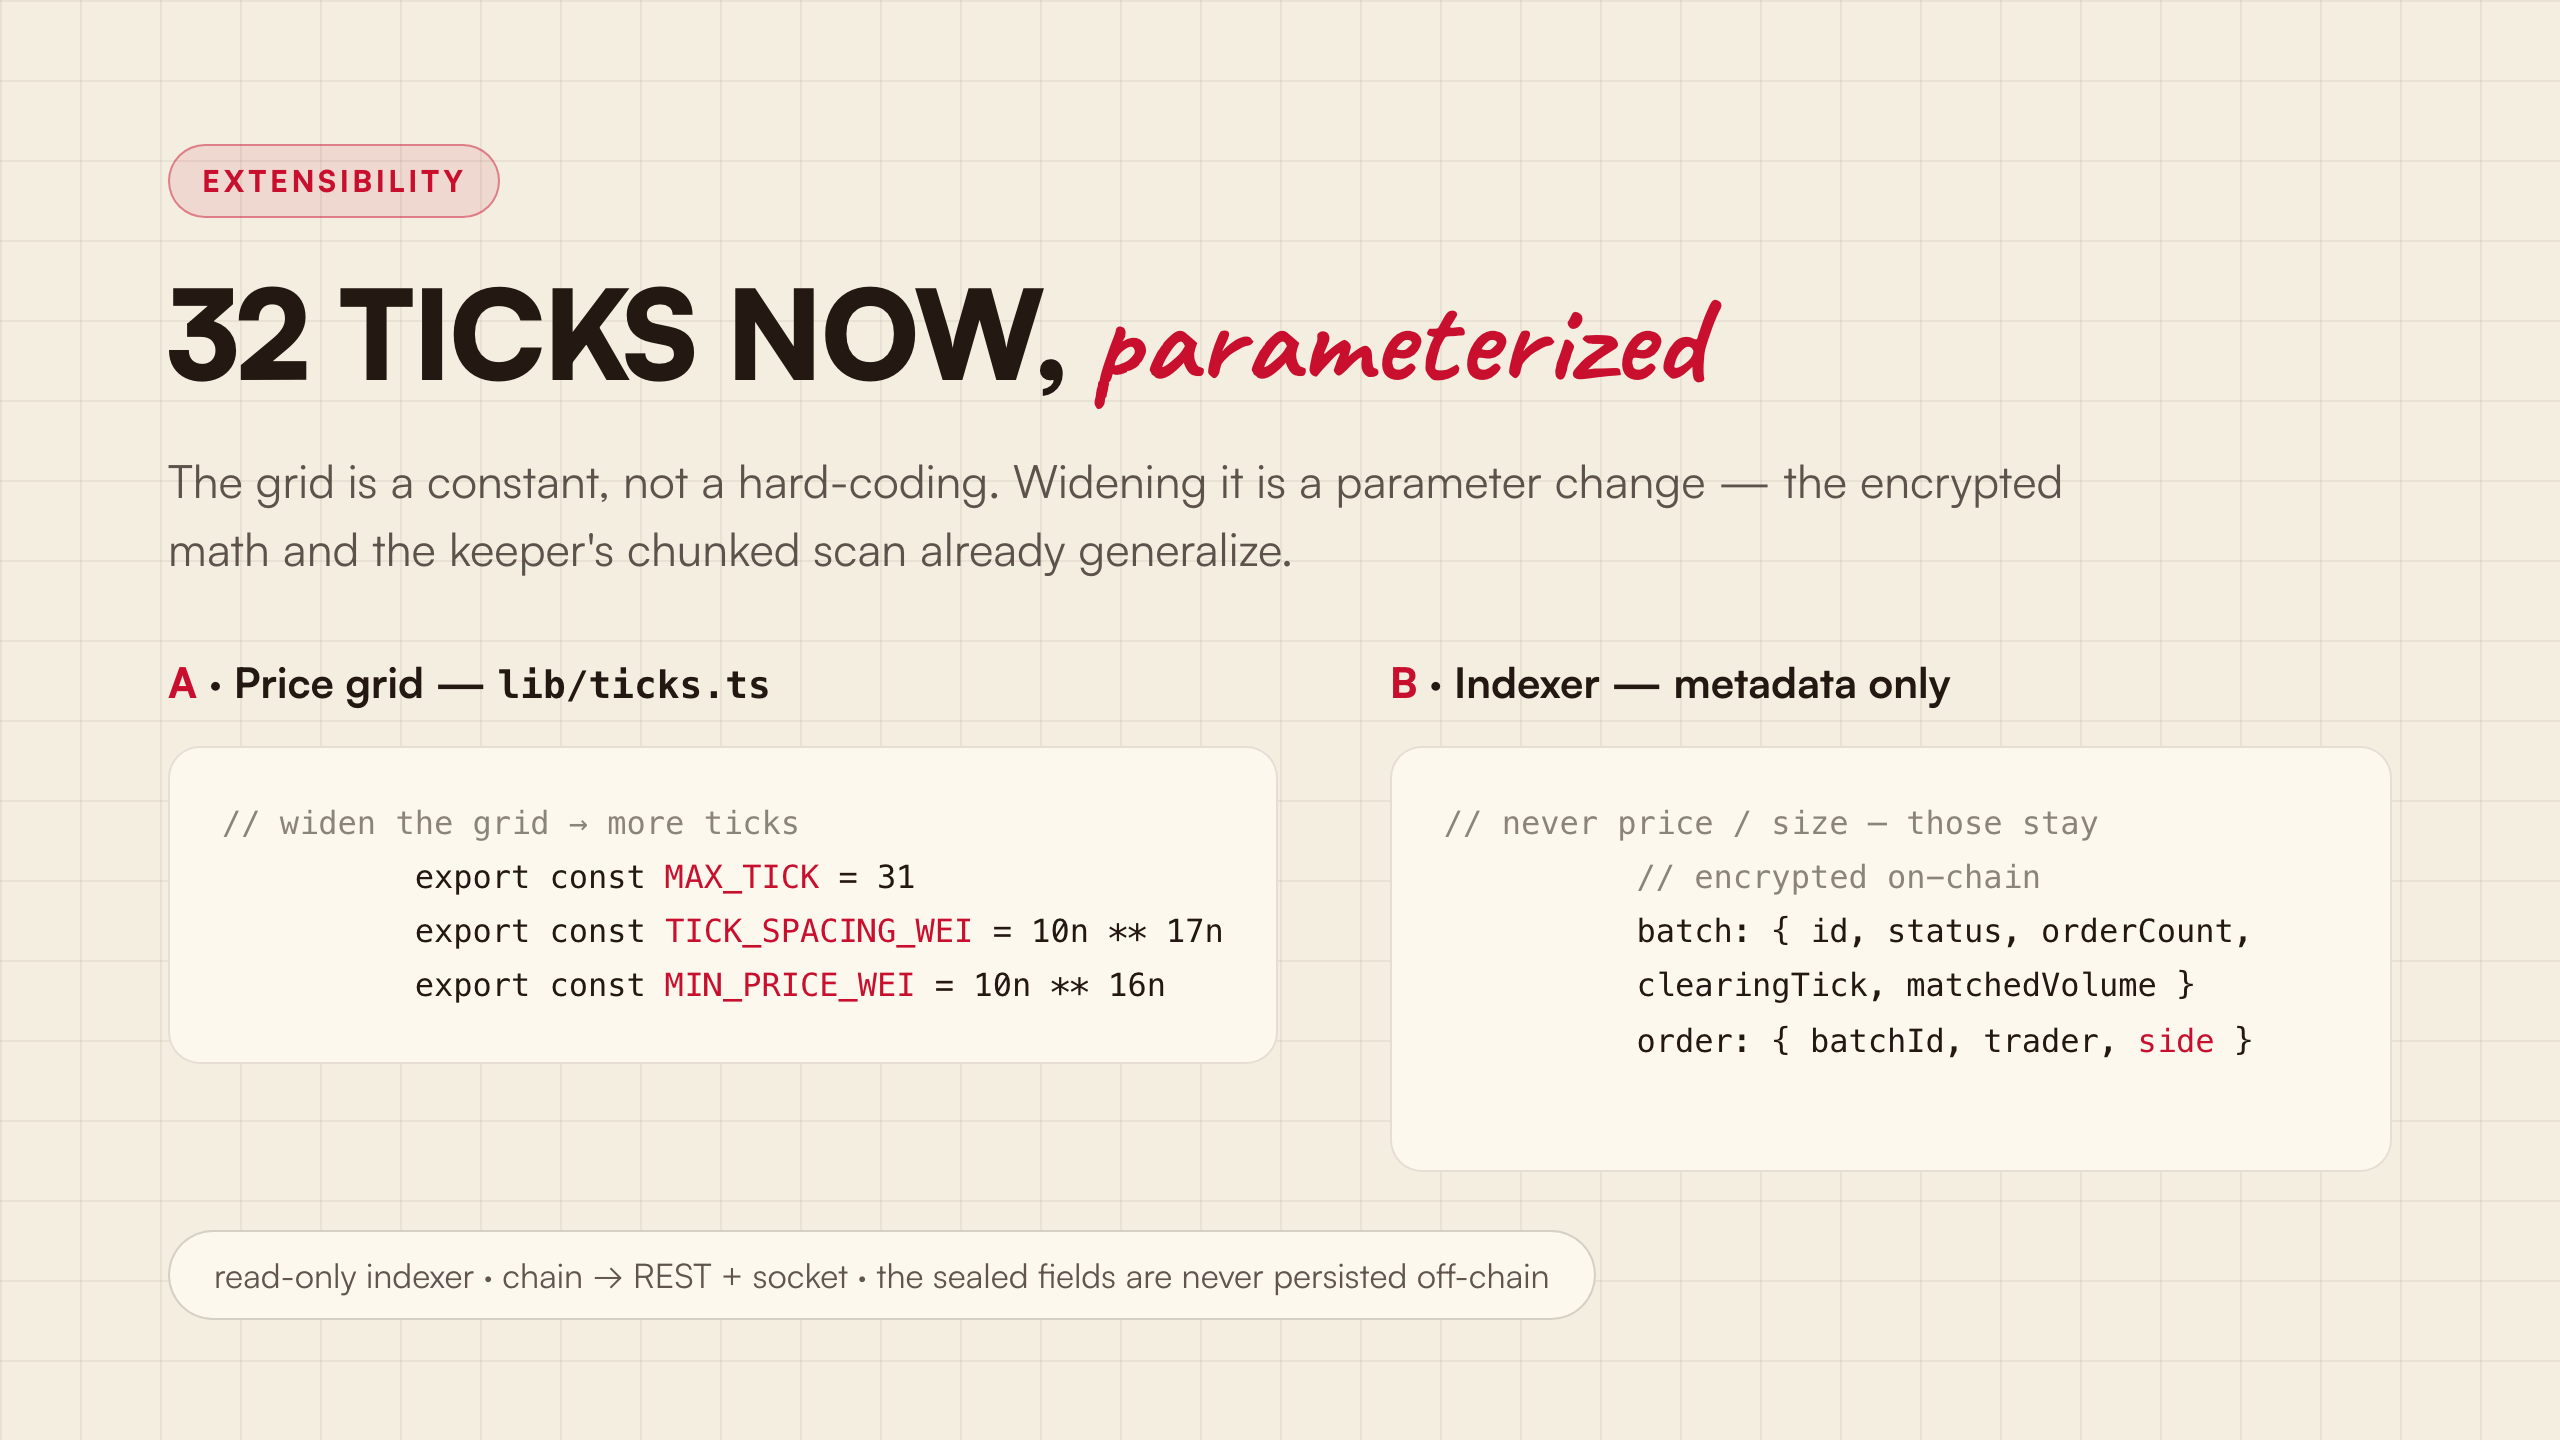 EXTENSIBILITY
32 TICKS NOW, parameterized
The grid is a constant, not a hard-coding. Widening it is a parameter change — the encrypted
math and the keeper's chunked scan already generalize.
A · Price grid — lib/ticks.ts
// widen the grid → more ticks
export const MAX_TICK = 31
export const TICK_SPACING_WEI = 10n ** 17n
export const MIN_PRICE_WEI = 10n ** 16n
B · Indexer — metadata only
// never price / size — those stay
// encrypted on-chain
batch: { id, status, orderCount,
clearingTick, matchedVolume }
order: { batchId, trader, side }
read-only indexer · chain → REST + socket · the sealed fields are never persisted off-chain